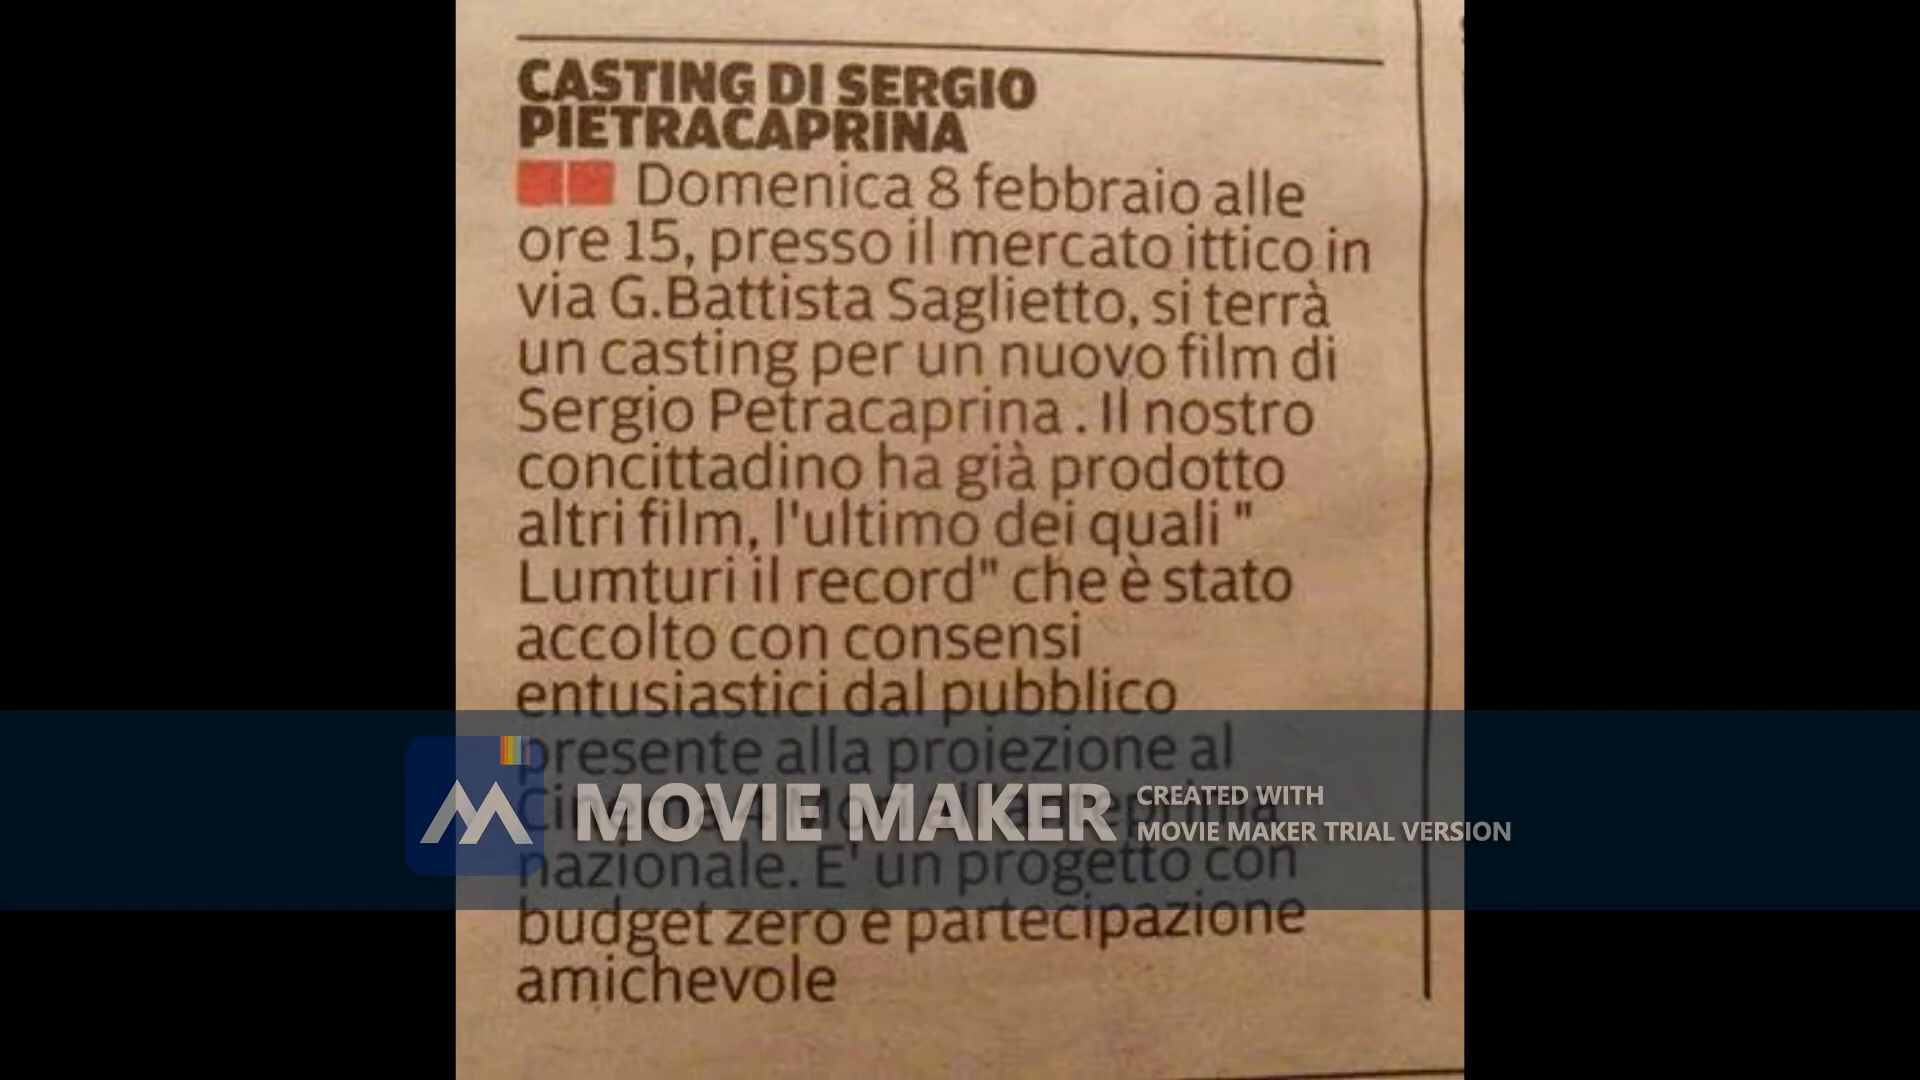 CASTING DI SERGIO
PIETRACAPRINA
Domenica 8 febbraio alle
ore 15, presso il mercato ittico in
via G.Battista Saglietto, si terrà
un casting per un nuovo film di
Sergio Petracaprina . Il nostro
concittadino ha già prodotto
altri film, l'ultimo dei quali "
Lumturi il record" che è stato
accolto con consensi
entusiastici dal pubblico
presente alla proiezione al
nazionale. E' un progetto con
budget zero e partecipazione
amichevole
MOVIE MAKER
CREATED WITH
MOVIE MAKER TRIAL VERSION